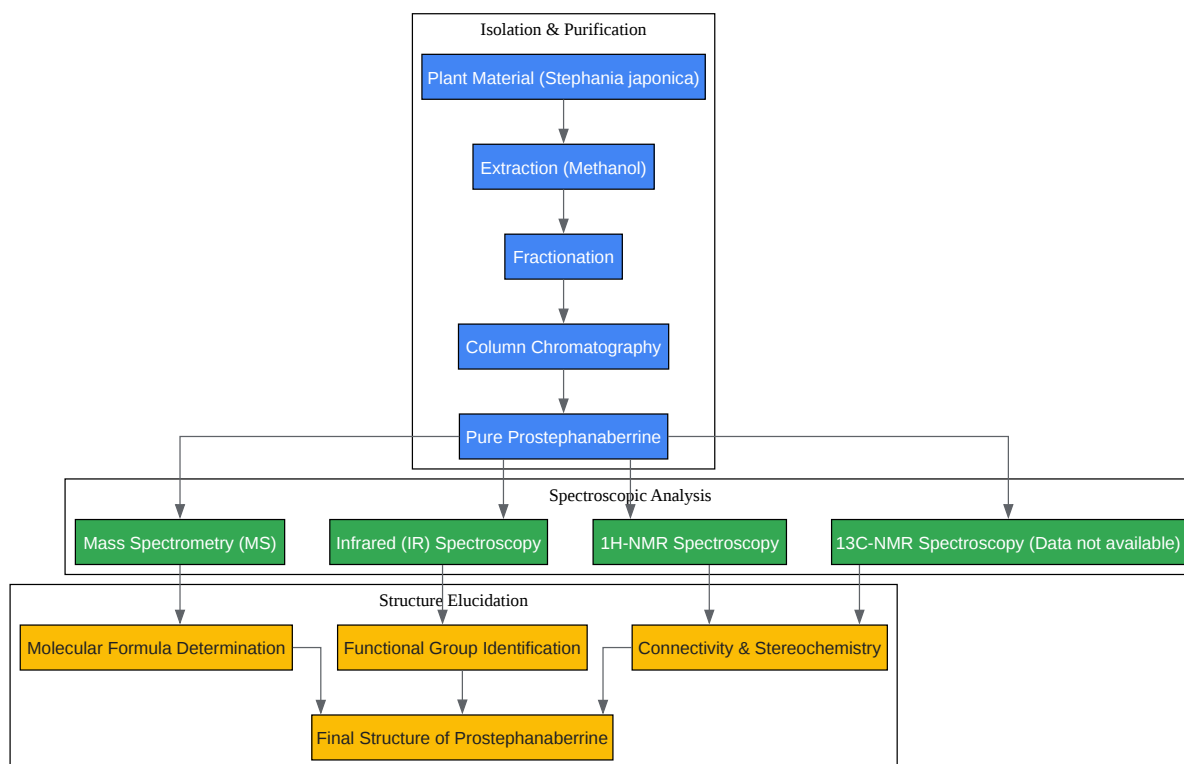 Isolation & Purification
Plant Material (Stephania japonica)
Extraction (Methanol)
Fractionation
Column Chromatography
Pure Prostephanaberrine
Spectroscopic Analysis
Mass Spectrometry (MS)
Infrared (IR) Spectroscopy
1H-NMR Spectroscopy
13C-NMR Spectroscopy (Data not available)
Structure Elucidation
Molecular Formula Determination
Functional Group Identification
Connectivity & Stereochemistry
Final Structure of Prostephanaberrine